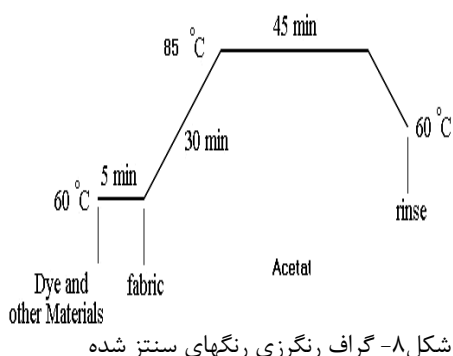 45 min
85 °C
30 min
60 °C
5 min
60 °C
rinse
Dye and
other Materials
fabric
Acetat
شکل۸- گراف رنگرزی رنگهای سنتز شده